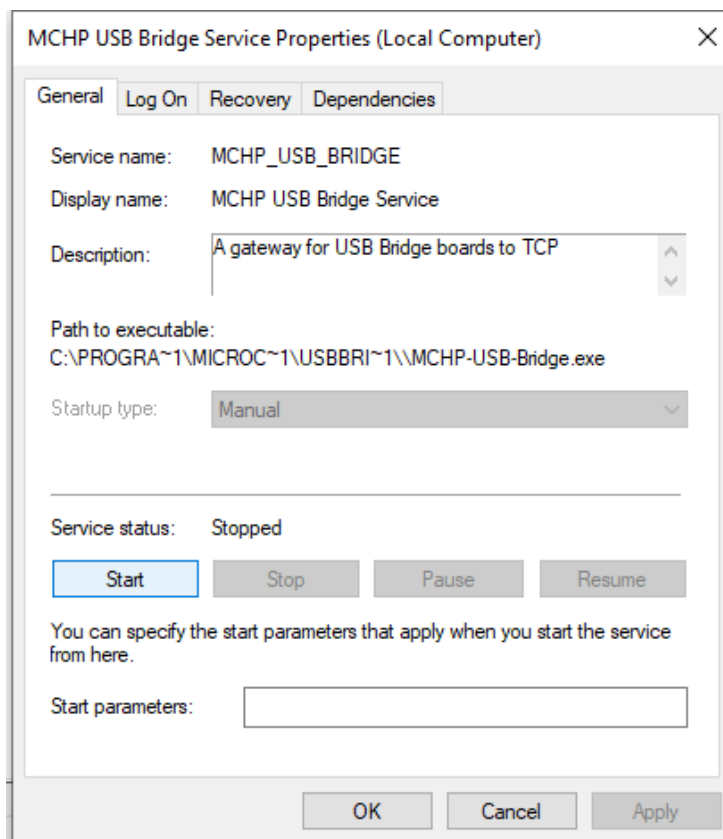 MCHP USB Bridge Service Properties (Local Computer)
General Log On Recovery Dependencies
Service name: MCHP_USB_BRIDGE
Display name: MCHP USB Bridge Service
Description: A gateway for USB Bridge boards to TCP
Path to executable:
C:\PROGRA~1\MICROC~1\USBBRI~1\\MCHP-USB-Bridge.exe
Startup type: Manual
Service status: Stopped
Start Stop Pause Resume
You can specify the start parameters that apply when you start the service
from here.
Start parameters:
OK Cancel Apply